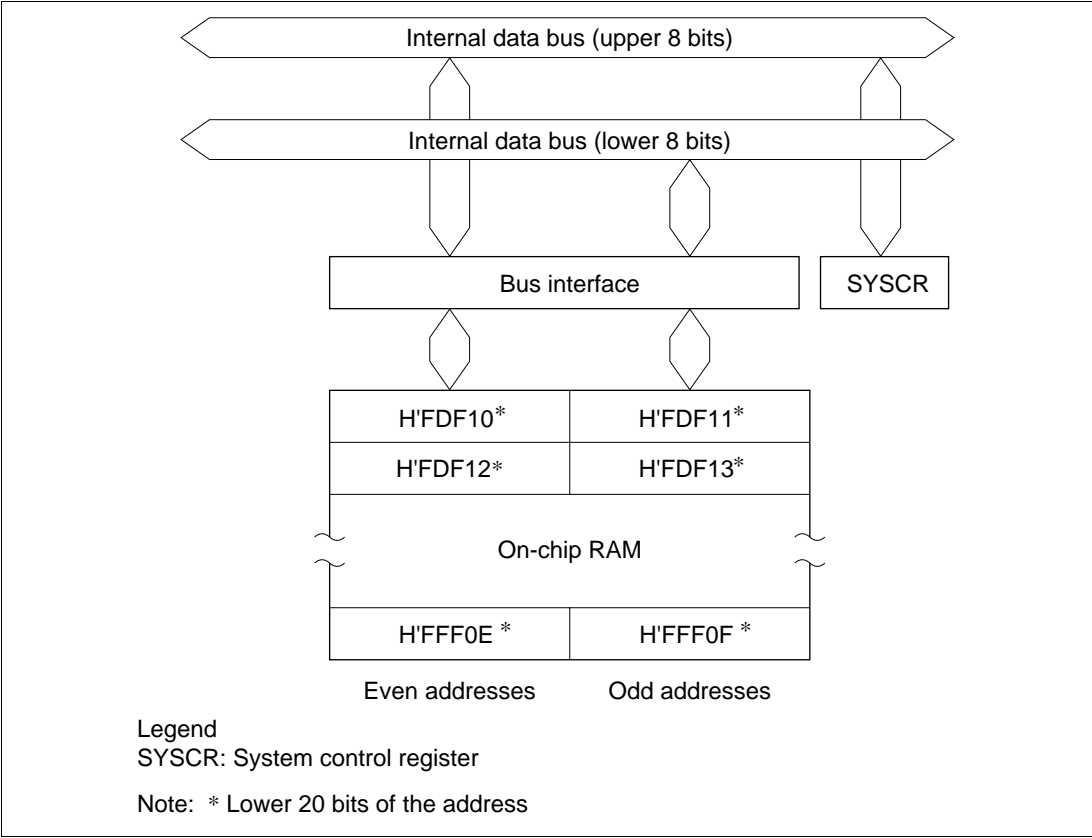 Internal data bus (upper 8 bits)
Internal data bus (lower 8 bits)
Bus interface
SYSCR
H'FDF10*
H'FDF11*
H'FDF12*
H'FDF13*
On-chip RAM
H'FFF0E *
H'FFF0F *
Even addresses
Odd addresses
Legend
SYSCR: System control register
Note: * Lower 20 bits of the address